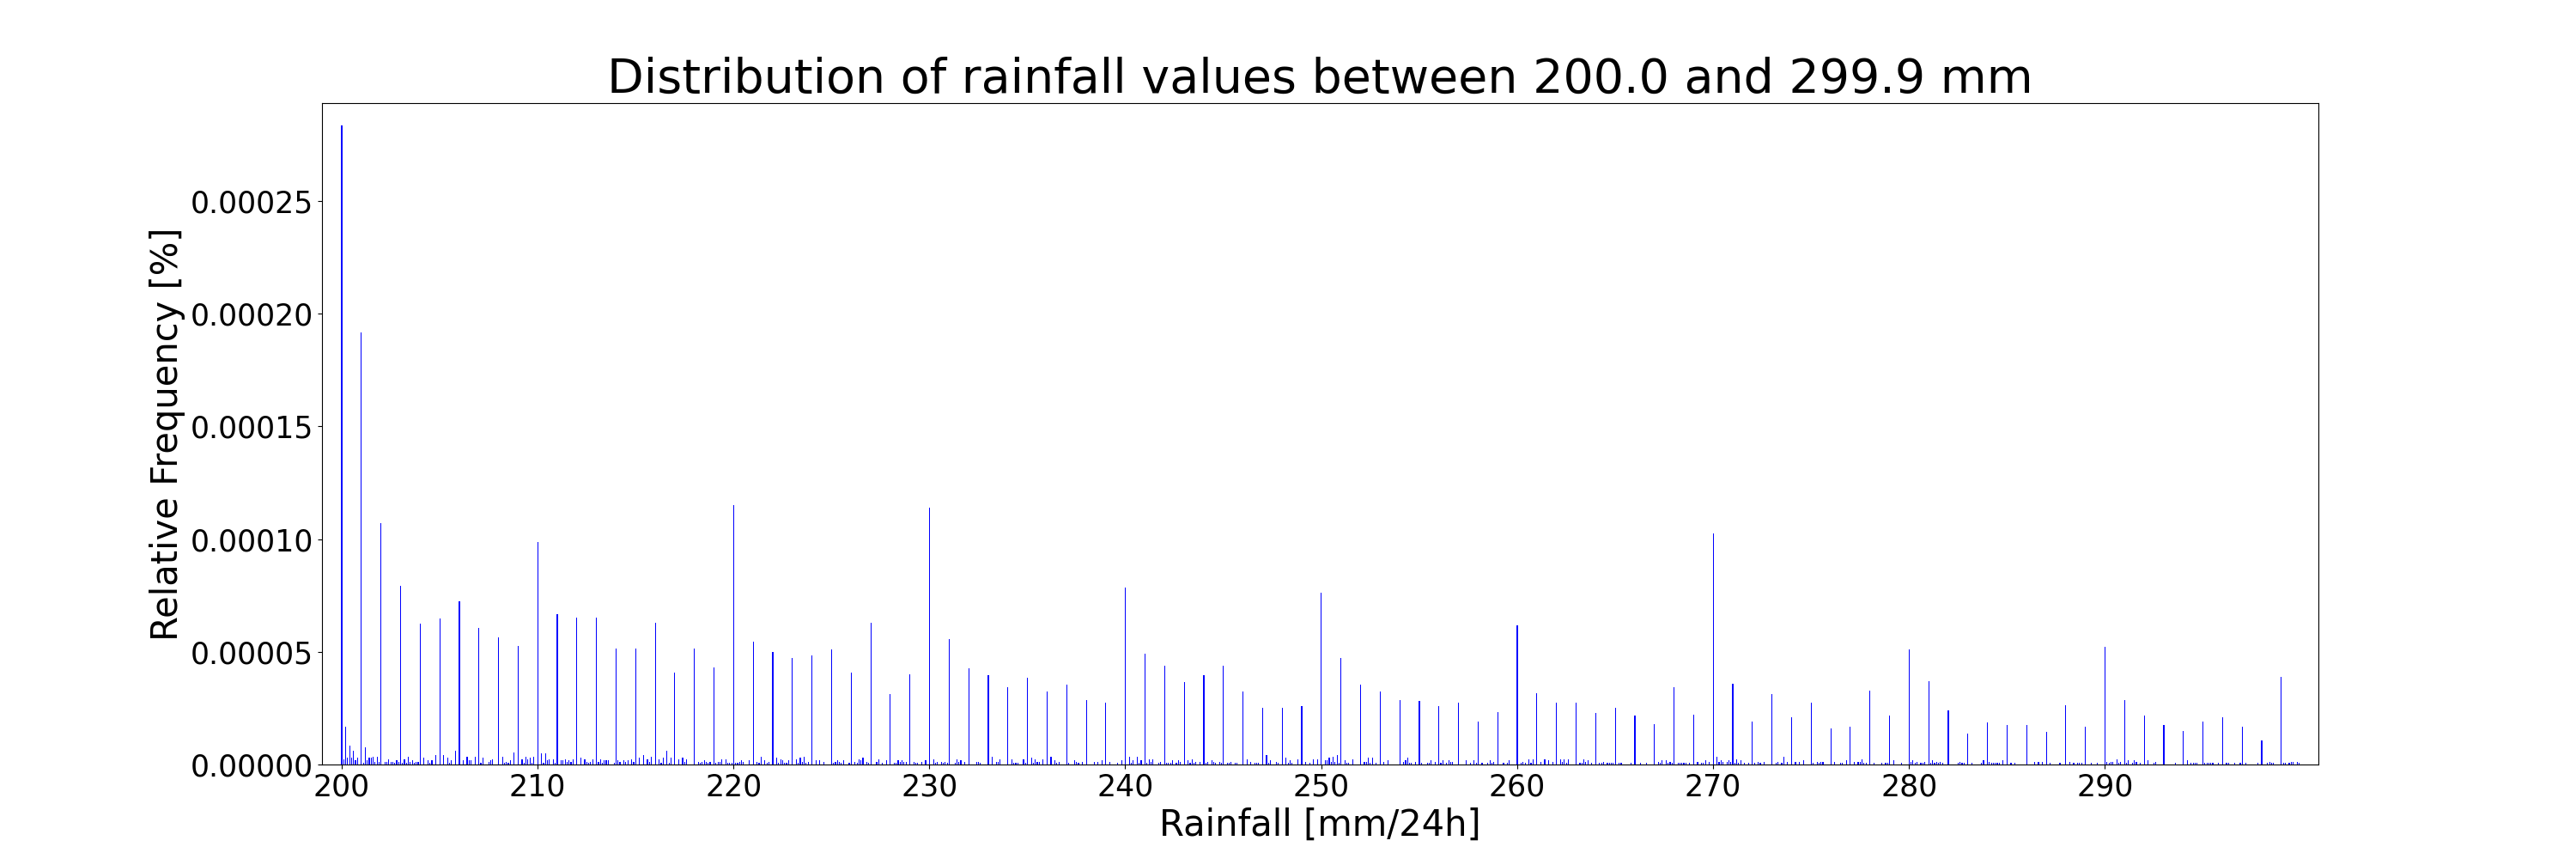 Distribution of rainfall values between 200.0 and 299.9 mm
Relative Frequency [%]
0.00025
0.00020
0.00015
0.00010
0.00005
0.00000
200 210 220 230 240 250 260 270 280 290
Rainfall [mm/24h]